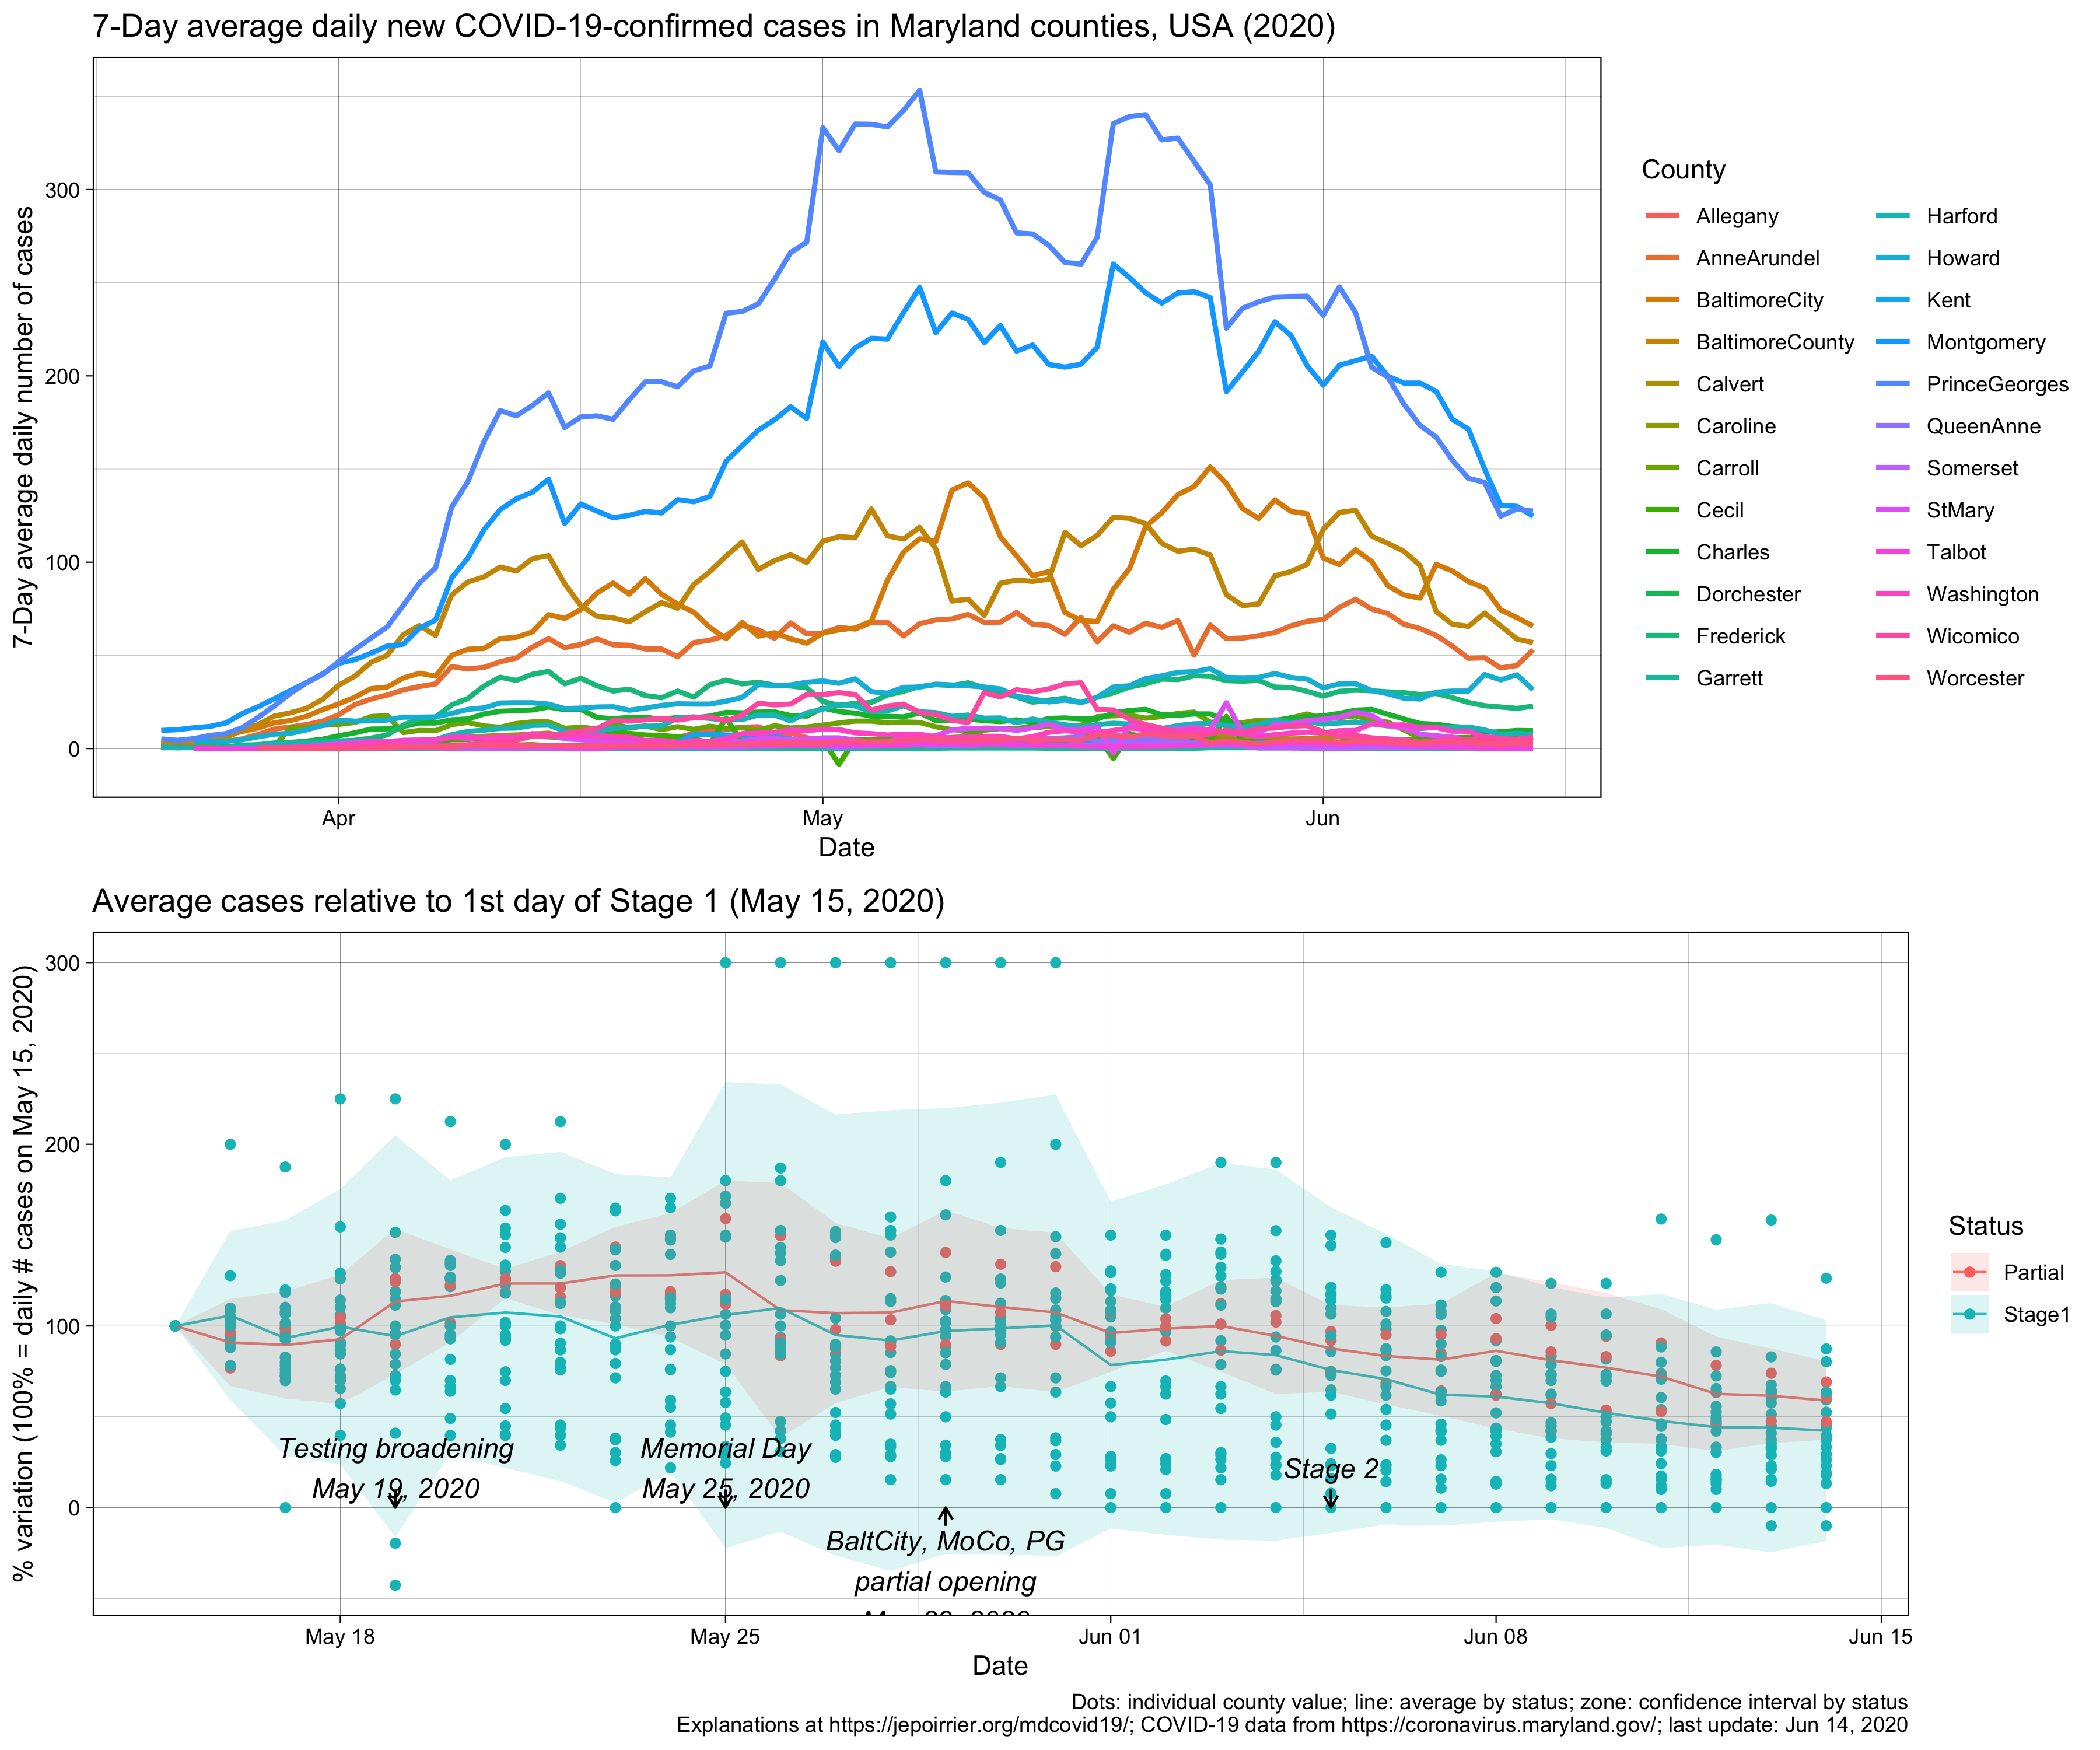 7-Day average daily new COVID-19-confirmed cases in Maryland counties, USA (2020)
7-Day average daily number of cases
300
200
100
0
Apr
May
Jun
Date
County
Allegany
AnneArundel
BaltimoreCity
BaltimoreCounty
Calvert
Caroline
Carroll
Cecil
Charles
Dorchester
Frederick
Garrett
Harford
Howard
Kent
Montgomery
PrinceGeorges
QueenAnne
Somerset
StMary
Talbot
Washington
Wicomico
Worcester
Average cases relative to 1st day of Stage 1 (May 15, 2020)
% variation (100% = daily # cases on May 15, 2020)
300
200
100
0
Testing broadening
May 19, 2020
Memorial Day
May 25, 2020
BaltCity, MoCo, PG
partial opening
Stage 2
May 18
May 25
Jun 01
Jun 08
Jun 15
Date
Status
Partial
Stage1
Dots: individual county value; line: average by status; zone: confidence interval by status
Explanations at https://jepoirrier.org/mdcovid19/; COVID-19 data from https://coronavirus.maryland.gov/; last update: Jun 14, 2020